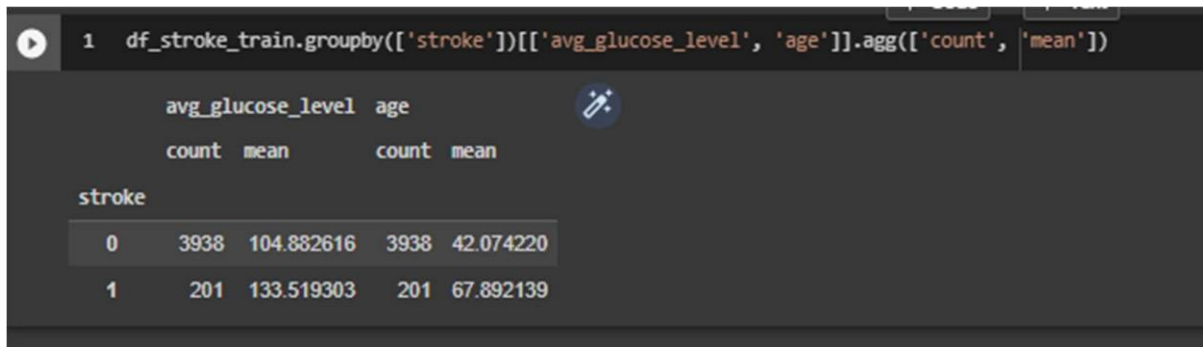 1 df_stroke_train.groupby(['stroke'])[['avg_glucose_level', 'age']].agg(['count', 'mean'])
avg_glucose_level age
count mean count mean
stroke
0 3938 104.882616 3938 42.074220
1 201 133.519303 201 67.892139